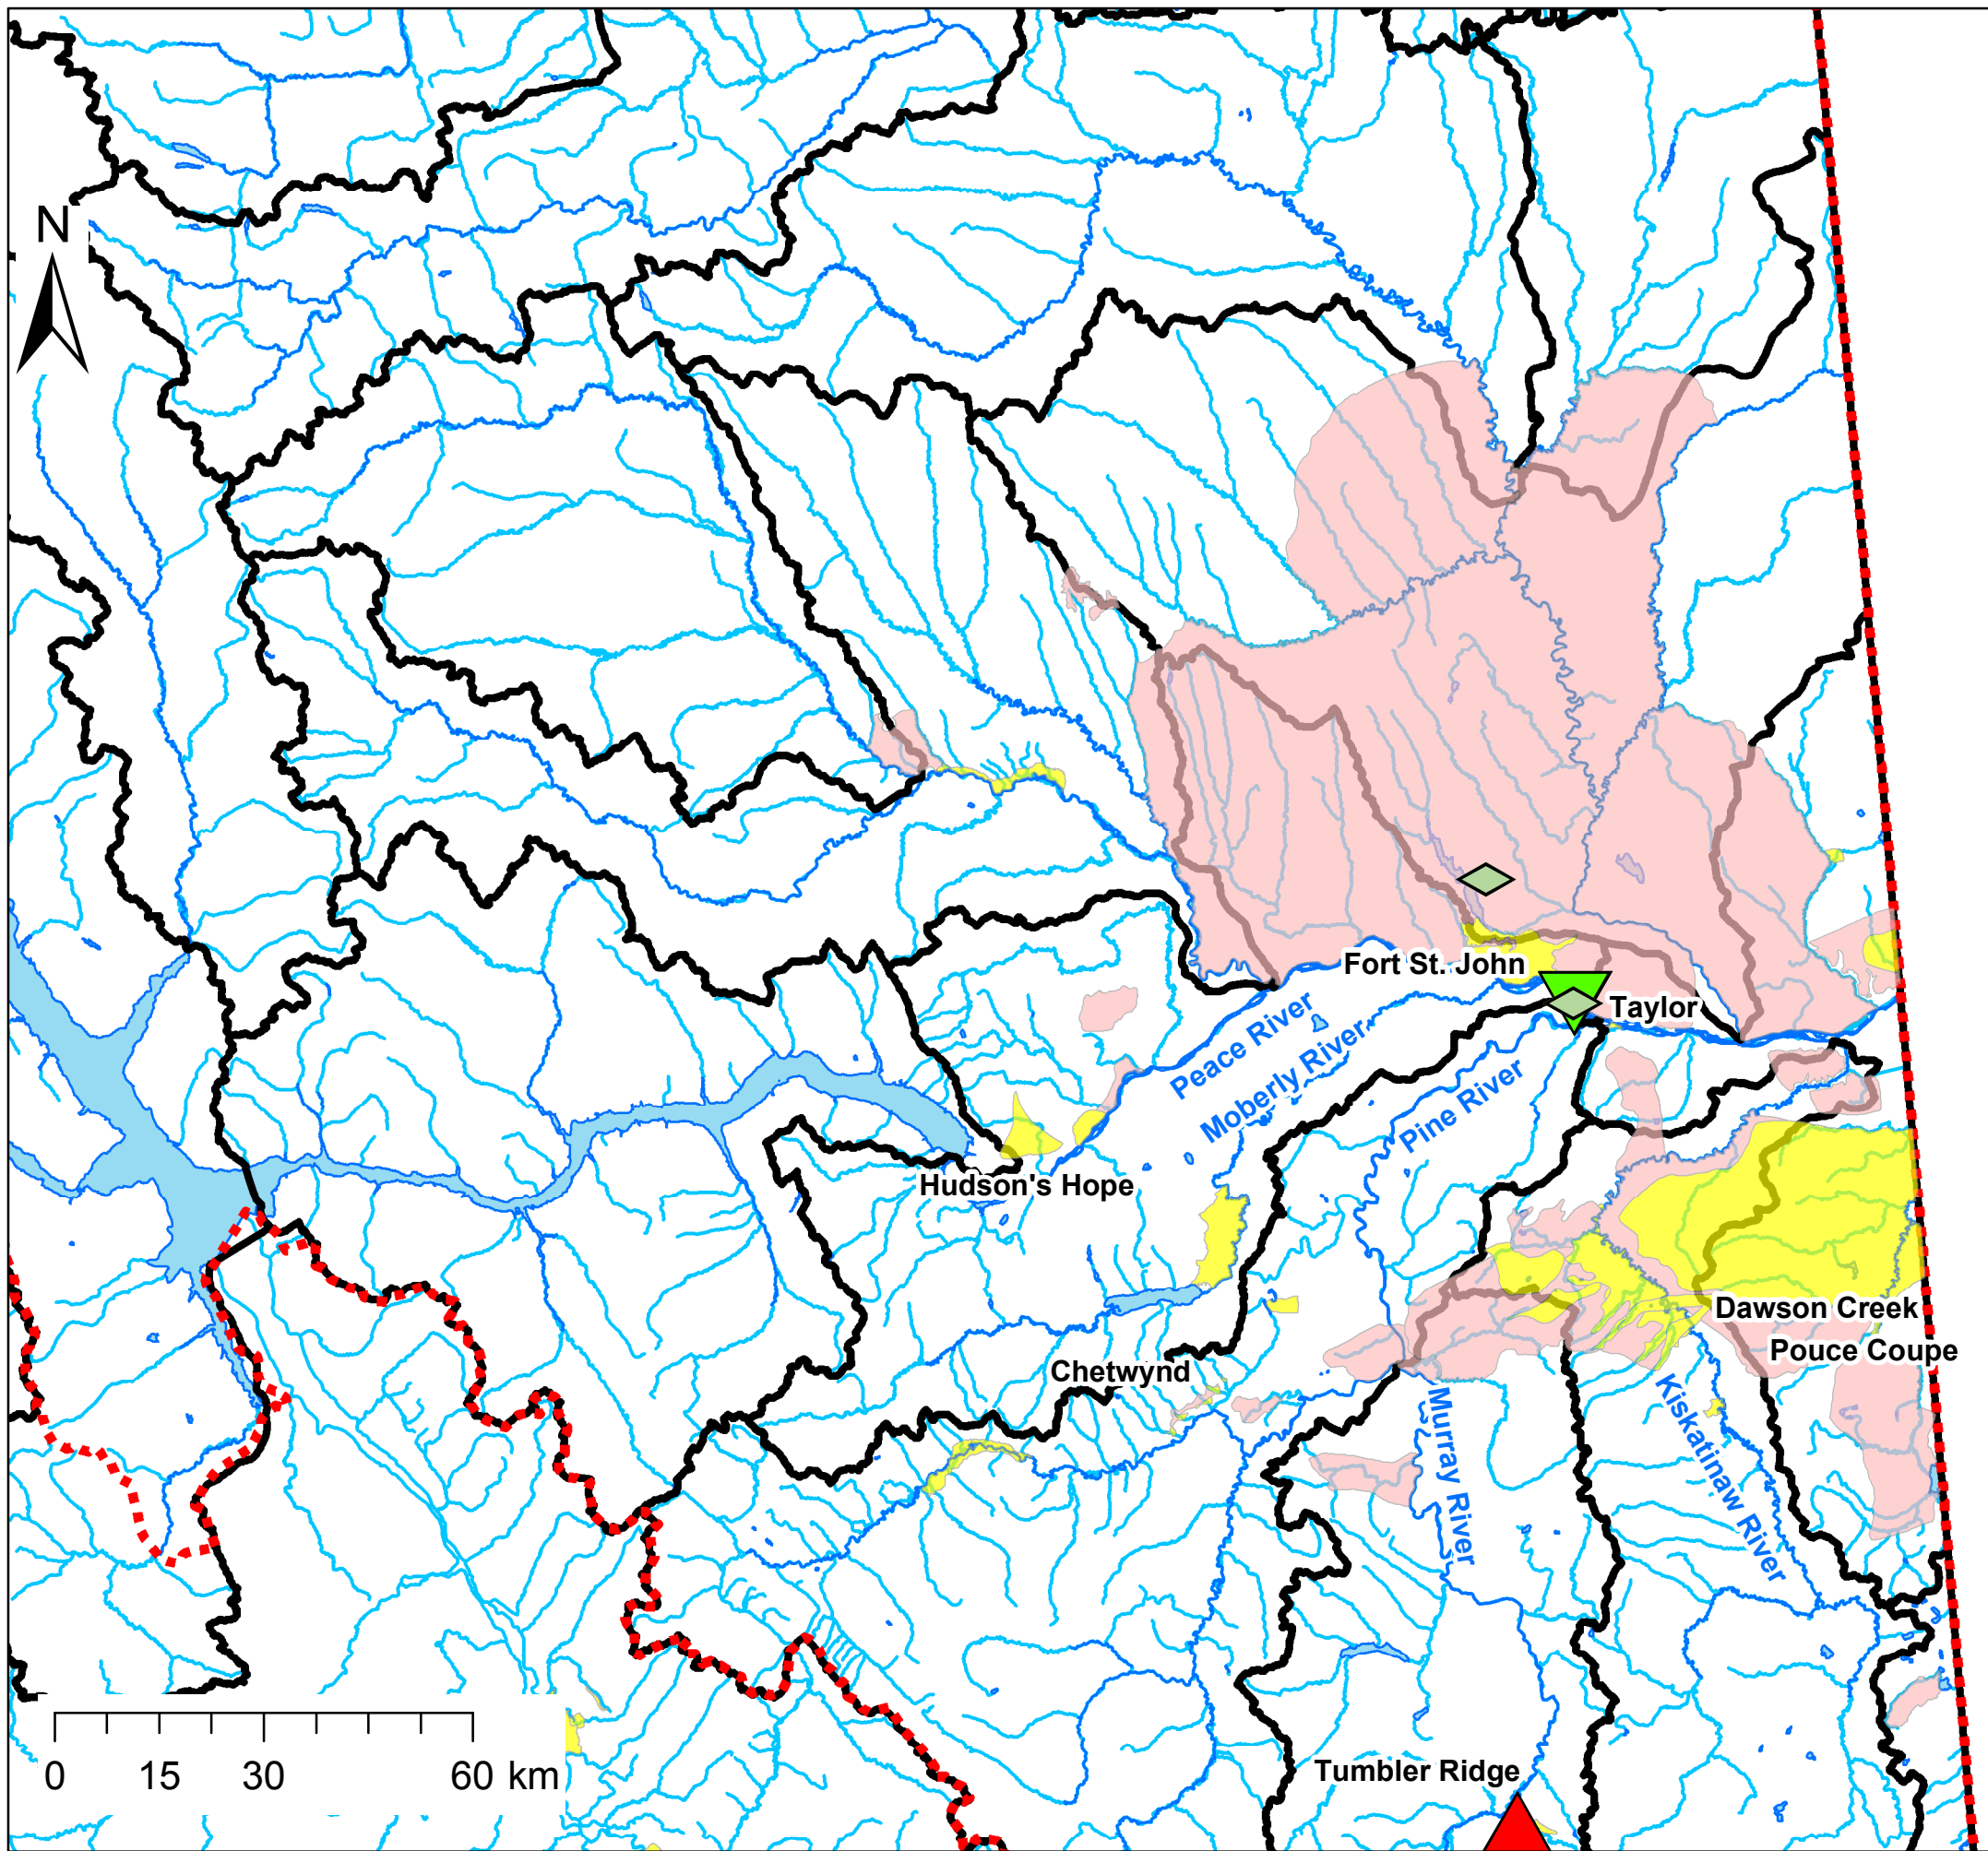 N
Fort St. John
Taylor
Peace River
Moberly River
Pine River
Hudson's Hope
Dawson Creek
Pouce Coupe
Chetwynd
Murray River
Kiskatinaw River
Tumbler Ridge
0 15 30 60 km